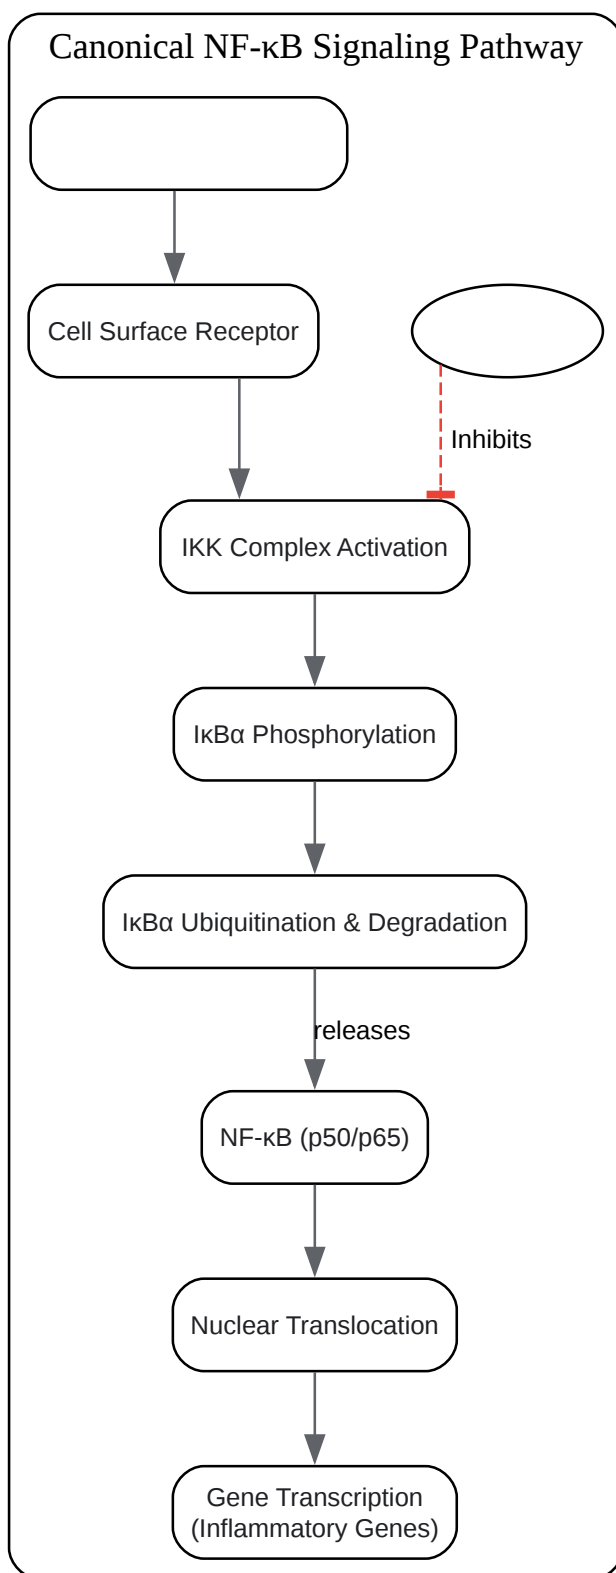 Canonical NF-κB Signaling Pathway
Cell Surface Receptor
Inhibits
IKK Complex Activation
IκBα Phosphorylation
IκBα Ubiquitination & Degradation
releases
NF-κB (p50/p65)
Nuclear Translocation
Gene Transcription
(Inflammatory Genes)